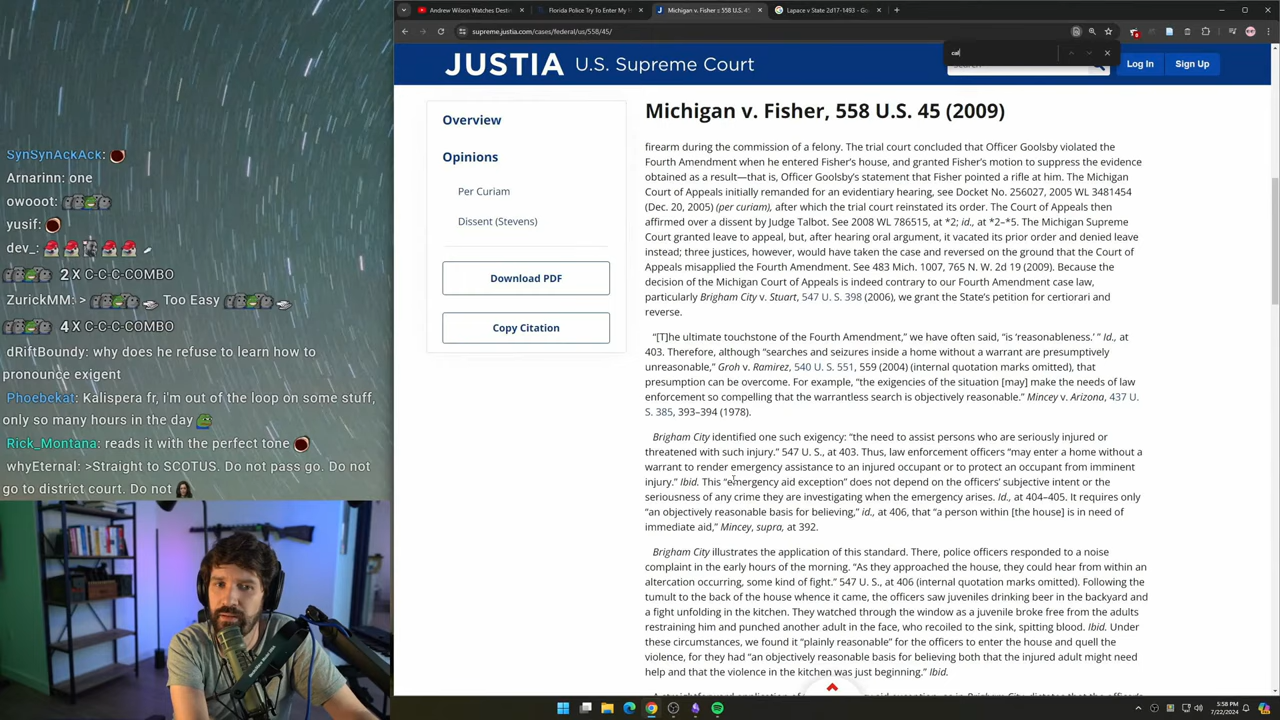 Andrew Wilson Watches Desti
Florida Police Try To Enter My
Michigan v. Fisher :: 558 U.S. 45
Lapace v State 2d17-1493 - Go
supreme.justia.com/cases/federal/us/558/45/
cal
JUSTIA U.S. Supreme Court
Log In
Sign Up
Overview
Opinions
Per Curiam
Dissent (Stevens)
Download PDF
Copy Citation
Michigan v. Fisher, 558 U.S. 45 (2009)
firearm during the commission of a felony. The trial court concluded that Officer Goolsby violated the
Fourth Amendment when he entered Fisher's house, and granted Fisher's motion to suppress the evidence
obtained as a result—that is, Officer Goolsby's statement that Fisher pointed a rifle at him. The Michigan
Court of Appeals initially remanded for an evidentiary hearing, see Docket No. 256027, 2005 WL 3481454
(Dec. 20, 2005) (per curiam), after which the trial court reinstated its order. The Court of Appeals then
affirmed over a dissent by Judge Talbot. See 2008 WL 786515, at *2; id., at *2–*5. The Michigan Supreme
Court granted leave to appeal, but, after hearing oral argument, it vacated its prior order and denied leave
instead; three justices, however, would have taken the case and reversed on the ground that the Court of
Appeals misapplied the Fourth Amendment. See 483 Mich. 1007, 765 N. W. 2d 19 (2009). Because the
decision of the Michigan Court of Appeals is indeed contrary to our Fourth Amendment case law,
particularly Brigham City v. Stuart, 547 U. S. 398 (2006), we grant the State's petition for certiorari and
reverse.
"[T]he ultimate touchstone of the Fourth Amendment," we have often said, "is 'reasonableness.' " Id., at
403. Therefore, although "searches and seizures inside a home without a warrant are presumptively
unreasonable," Groh v. Ramirez, 540 U. S. 551, 559 (2004) (internal quotation marks omitted), that
presumption can be overcome. For example, "the exigencies of the situation [may] make the needs of law
enforcement so compelling that the warrantless search is objectively reasonable." Mincey v. Arizona, 437 U.
S. 385, 393–394 (1978).
Brigham City identified one such exigency: "the need to assist persons who are seriously injured or
threatened with such injury." 547 U. S., at 403. Thus, law enforcement officers "may enter a home without a
warrant to render emergency assistance to an injured occupant or to protect an occupant from imminent
injury." Ibid. This "emergency aid exception" does not depend on the officers' subjective intent or the
seriousness of any crime they are investigating when the emergency arises. Id., at 404–405. It requires only
"an objectively reasonable basis for believing," id., at 406, that "a person within [the house] is in need of
immediate aid," Mincey, supra, at 392.
Brigham City illustrates the application of this standard. There, police officers responded to a noise
complaint in the early hours of the morning. "As they approached the house, they could hear from within an
altercation occurring, some kind of fight." 547 U. S., at 406 (internal quotation marks omitted). Following the
tumult to the back of the house whence it came, the officers saw juveniles drinking beer in the backyard and
a fight unfolding in the kitchen. They watched through the window as a juvenile broke free from the adults
restraining him and punched another adult in the face, who recoiled to the sink, spitting blood. Ibid. Under
these circumstances, we found it "plainly reasonable" for the officers to enter the house and quell the
violence, for they had "an objectively reasonable basis for believing both that the injured adult might need
help and that the violence in the kitchen was just beginning." Ibid.
SynSynAckAck:
Arnarinn: one
owooot:
yusif:
dev_:
2 X C-C-C-COMBO
ZurickMM: > Too Easy
4 X C-C-C-COMBO
dRiftBoundy: why does he refuse to learn how to
pronounce exigent
Phoebekat: Kālispera fr, i'm out of the loop on some stuff,
only so many hours in the day
Rick_Montana: reads it with the perfect tone
whyEternal: >Straight to SCOTUS. Do not pass go. Do not
go to district court. Do not
5:58 PM
7/22/2024